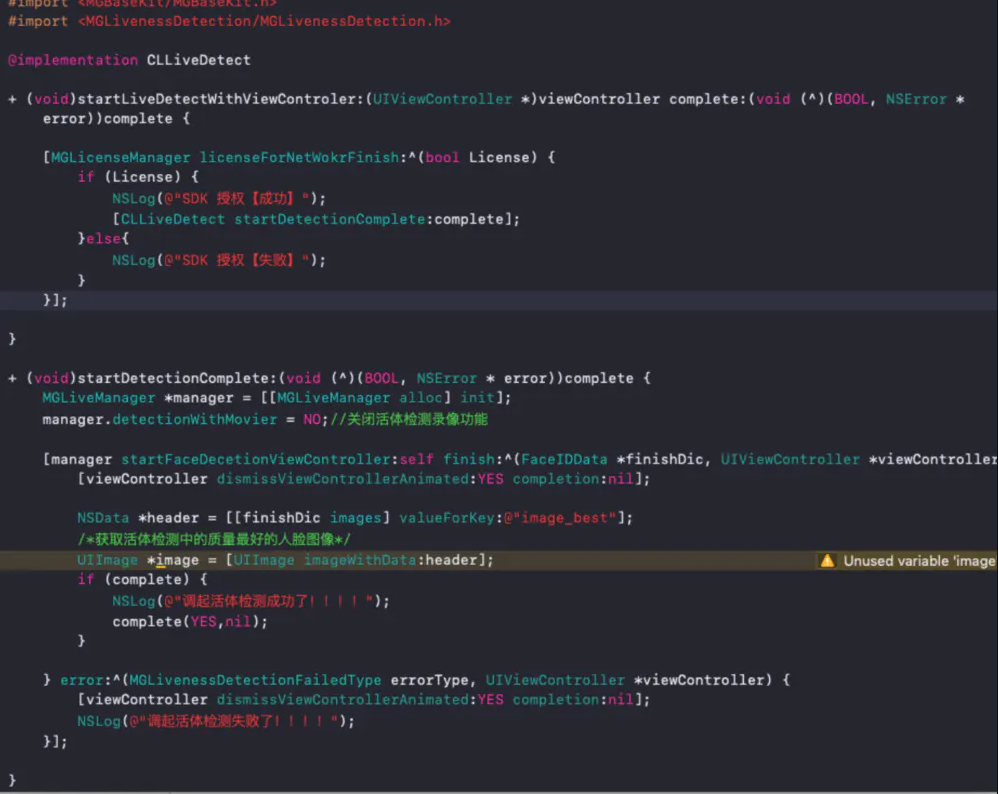 #import <MGBaseKit/MGBaseKit.h>
#import <MGLivenessDetection/MGLivenessDetection.h>
@implementation CLLiveDetect
+ (void)startLiveDetectWithViewControler:(UIViewController *)viewController complete:(void (^)(BOOL, NSError *
error))complete {
[MGLicenseManager licenseForNetWokrFinish:^(bool License) {
if (License) {
NSLog(@"SDK 授权【成功】");
[CLLiveDetect startDetectionComplete:complete];
}else{
NSLog(@"SDK 授权【失败】");
}
}];
}
+ (void)startDetectionComplete:(void (^)(BOOL, NSError * error))complete {
MGLiveManager *manager = [[MGLiveManager alloc] init];
manager.detectionWithMovier = NO;//关闭活体检测录像功能
[manager startFaceDecetionViewController:self finish:^(FaceIDData *finishDic, UIViewController *viewController
[viewController dismissViewControllerAnimated:YES completion:nil];
NSData *header = [[finishDic images] valueForKey:@"image_best"];
/*获取活体检测中的质量最好的人脸图像*/
UIImage *image = [UIImage imageWithData:header];
Unused variable 'image
if (complete) {
NSLog(@"调起活体检测成功了！！！！");
complete(YES,nil);
}
} error:^(MGLivenessDetectionFailedType errorType, UIViewController *viewController) {
[viewController dismissViewControllerAnimated:YES completion:nil];
NSLog(@"调起活体检测失败了！！！！");
}];
}